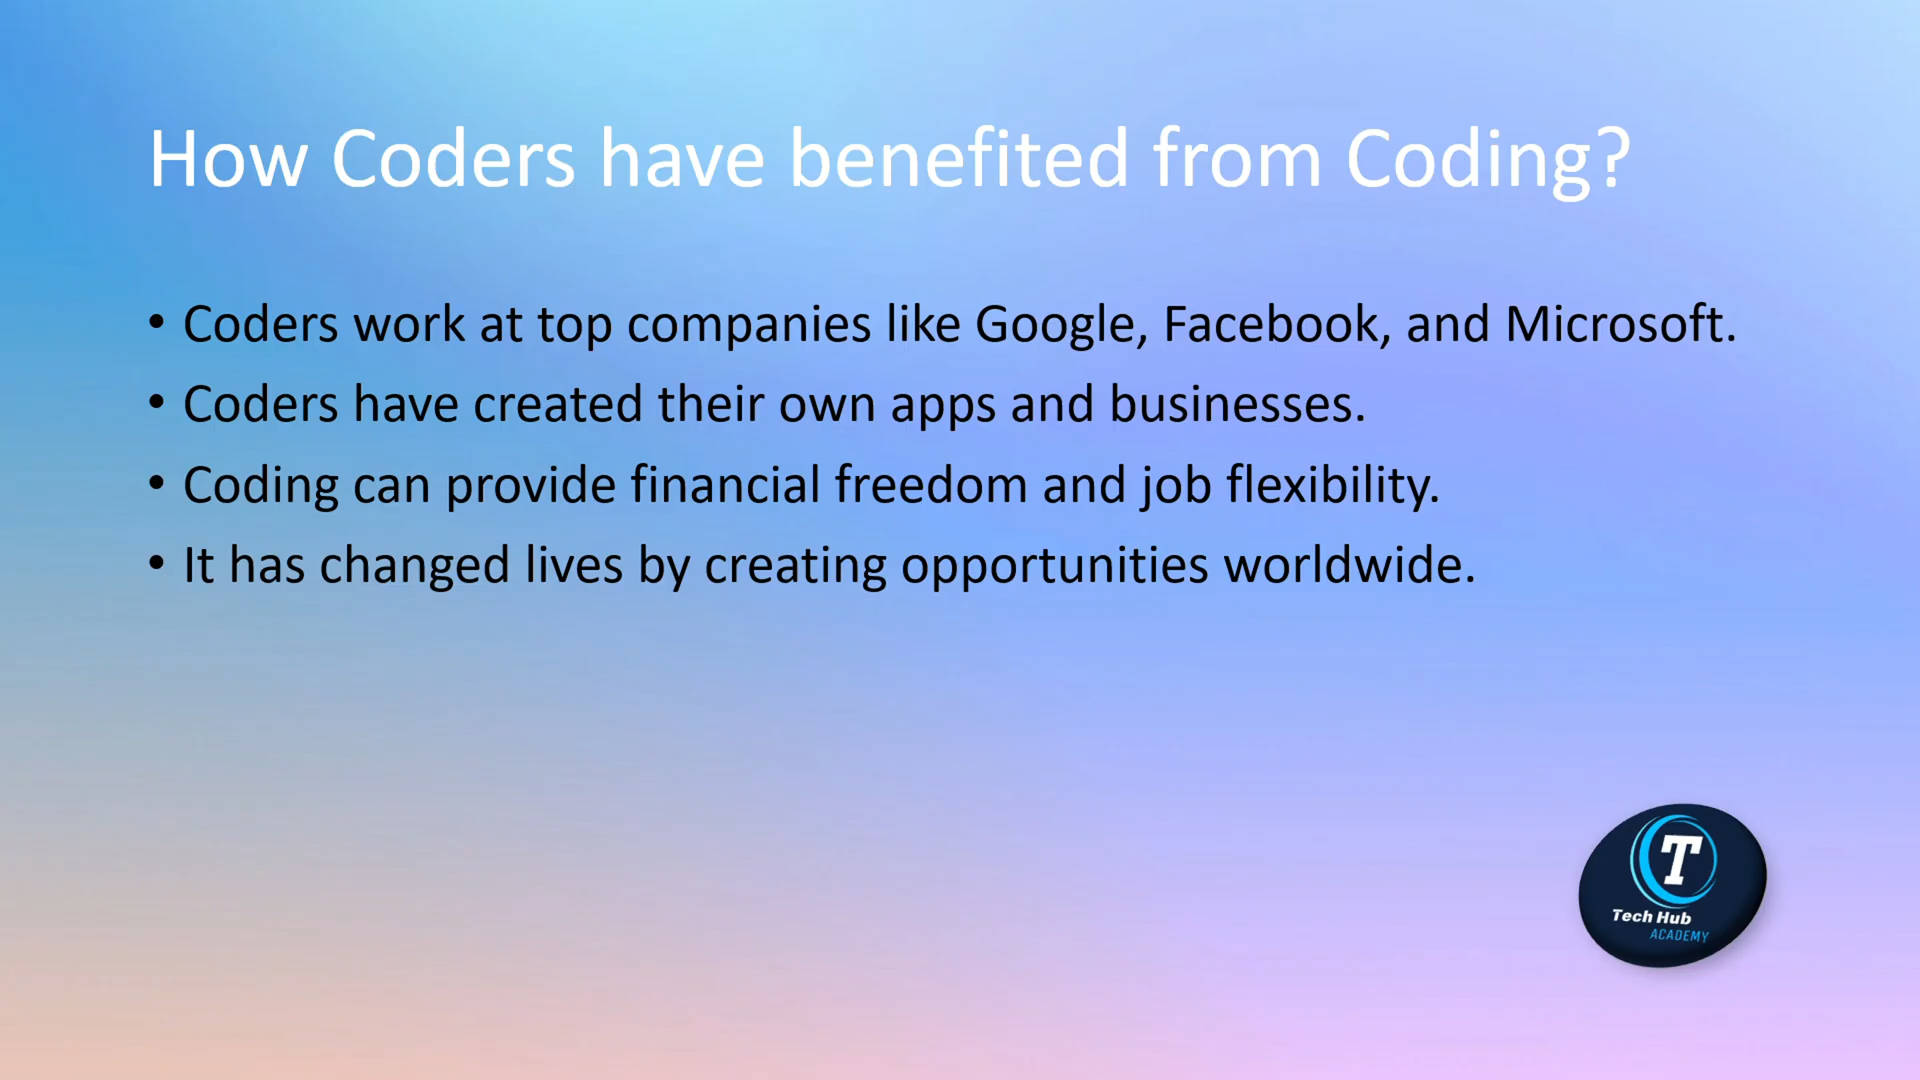 How Coders have benefited from Coding?
• Coders work at top companies like Google, Facebook, and Microsoft.
• Coders have created their own apps and businesses.
• Coding can provide financial freedom and job flexibility.
• It has changed lives by creating opportunities worldwide.
T
Tech Hub
ACADEMY